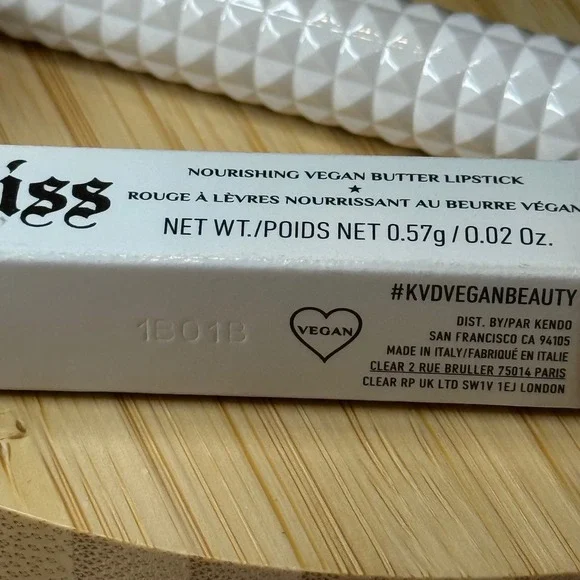 iss
NOURISHING VEGAN BUTTER LIPSTICK
ROUGE À LÈVRES NOURRISSANT AU BEURRE VÉGAN
NET WT./POIDS NET 0.57g / 0.02 Oz.
#KVDVEGANBEAUTY
1B01B
VEGAN
DIST. BY/PAR KENDO
SAN FRANCISCO CA 94105
MADE IN ITALY/FABRIQUÉ EN ITALIE
CLEAR 2 RUE BRULLER 75014 PARIS
CLEAR RP UK LTD SW1V 1EJ LONDON